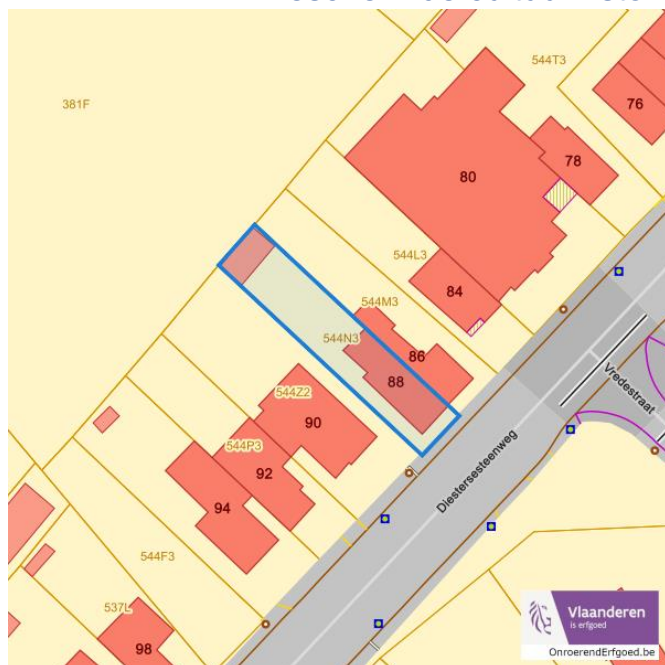 544T3
381F
76
78
80
544L3
84
544M3
544N3
86
88
Vredestraat
544Z2
90
544P3
92
94
Diestersesteenweg
544F3
537L
98
Vlaanderen
is erfgoed
OnroerendErfgoed.be